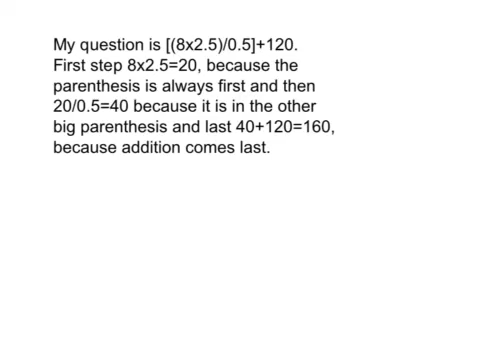 My question is [(8x2.5)/0.5]+120.
First step 8x2.5=20, because the
parenthesis is always first and then
20/0.5=40 because it is in the other
big parenthesis and last 40+120=160,
because addition comes last.